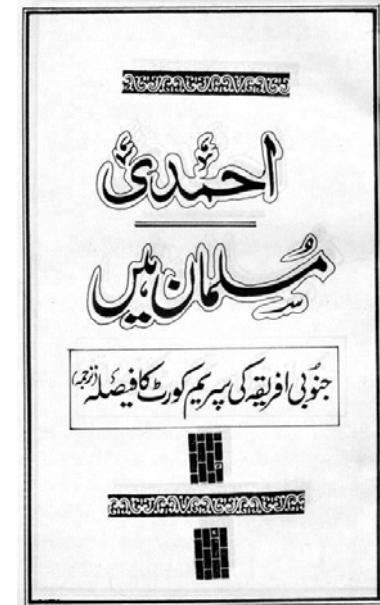 احمدی
مسلمان ہیں
جنوبی افریقہ کی سپریم کورٹ کا فیصلہ (ترجمہ)